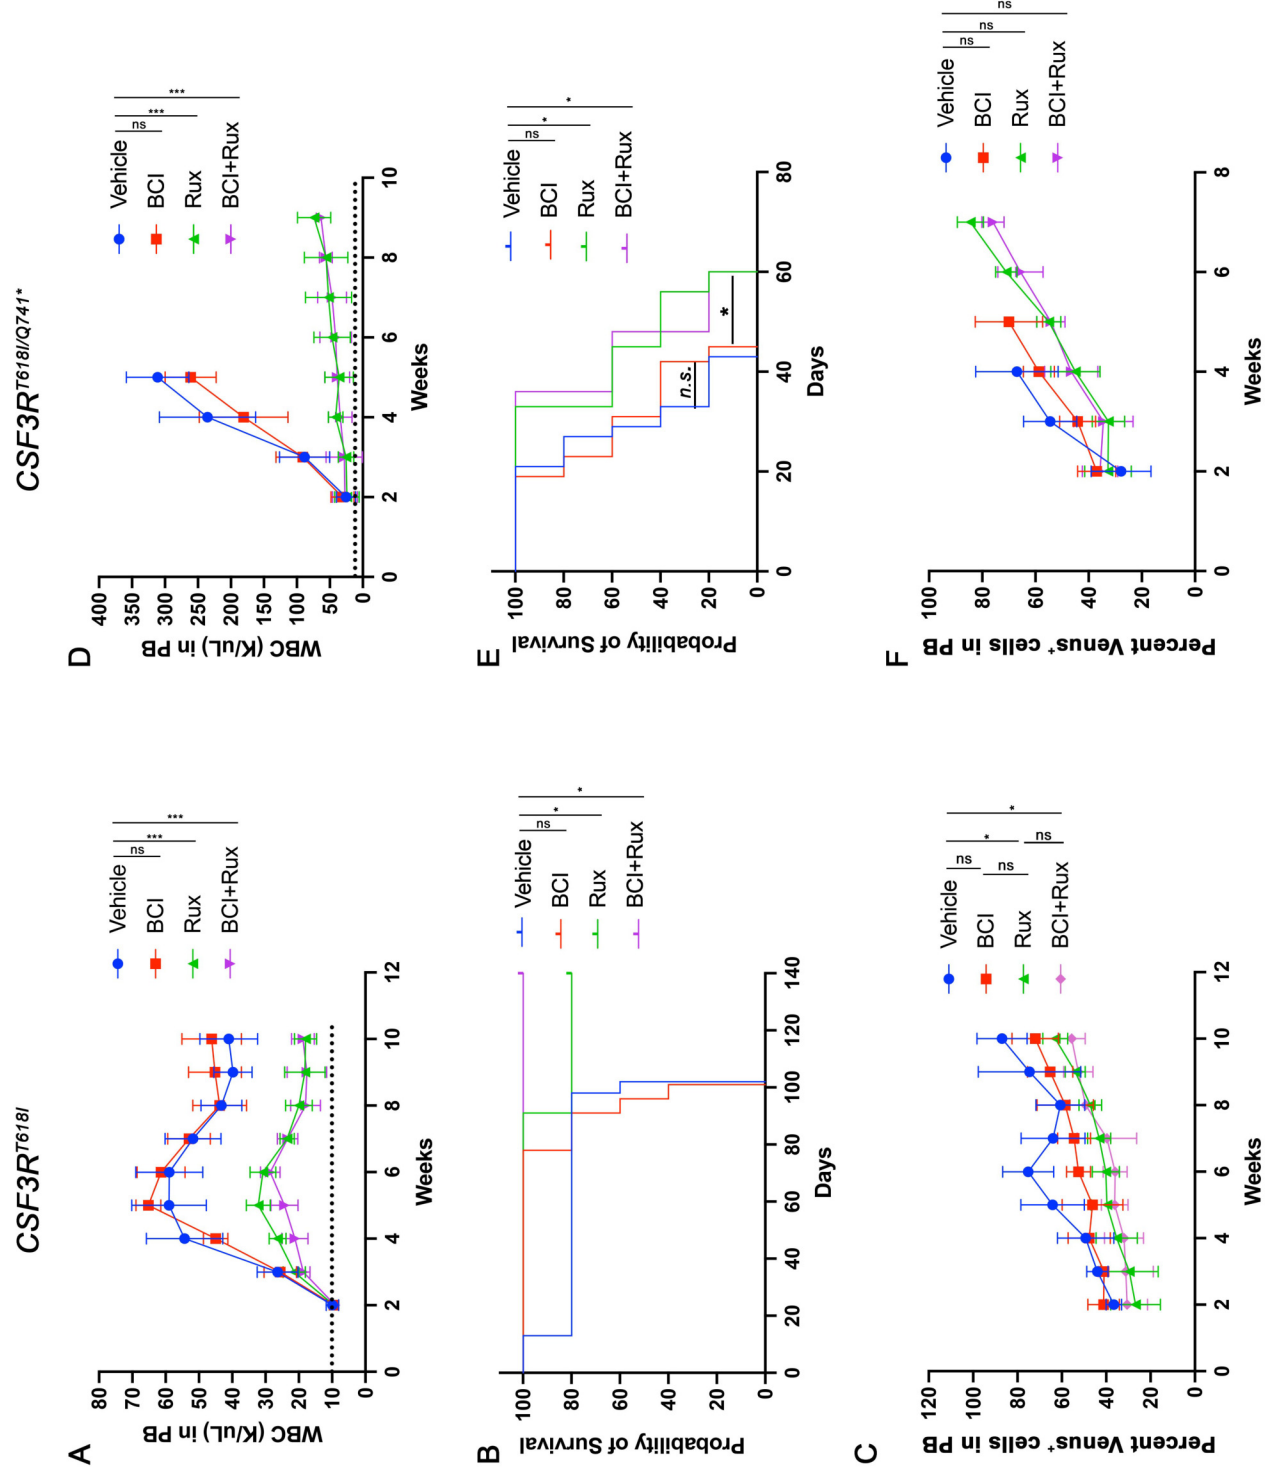 CSF3R^T618I
A
WBC (K/uL) in PB
80
70
60
50
40
30
20
10
0
0
2
4
6
8
10
12
Weeks
Vehicle
BCI
Rux
BCI+Rux
ns
***
***
B
Probability of Survival
100
80
60
40
20
0
0
20
40
60
80
100
120
140
Days
Vehicle
BCI
Rux
BCI+Rux
ns
*
*
C
Percent Venus⁺ cells in PB
120
100
80
60
40
20
0
0
2
4
6
8
10
12
Weeks
Vehicle
BCI
Rux
BCI+Rux
ns
ns
*
ns
*
CSF3R^T618I/Q741*
D
WBC (K/uL) in PB
400
350
300
250
200
150
100
50
0
0
2
4
6
8
10
Weeks
Vehicle
BCI
Rux
BCI+Rux
ns
***
***
E
Probability of Survival
100
80
60
40
20
0
0
20
40
60
80
Days
n.s.
*
Vehicle
BCI
Rux
BCI+Rux
ns
*
*
F
Percent Venus⁺ cells in PB
100
80
60
40
20
0
0
2
4
6
8
Weeks
Vehicle
BCI
Rux
BCI+Rux
ns
ns
ns